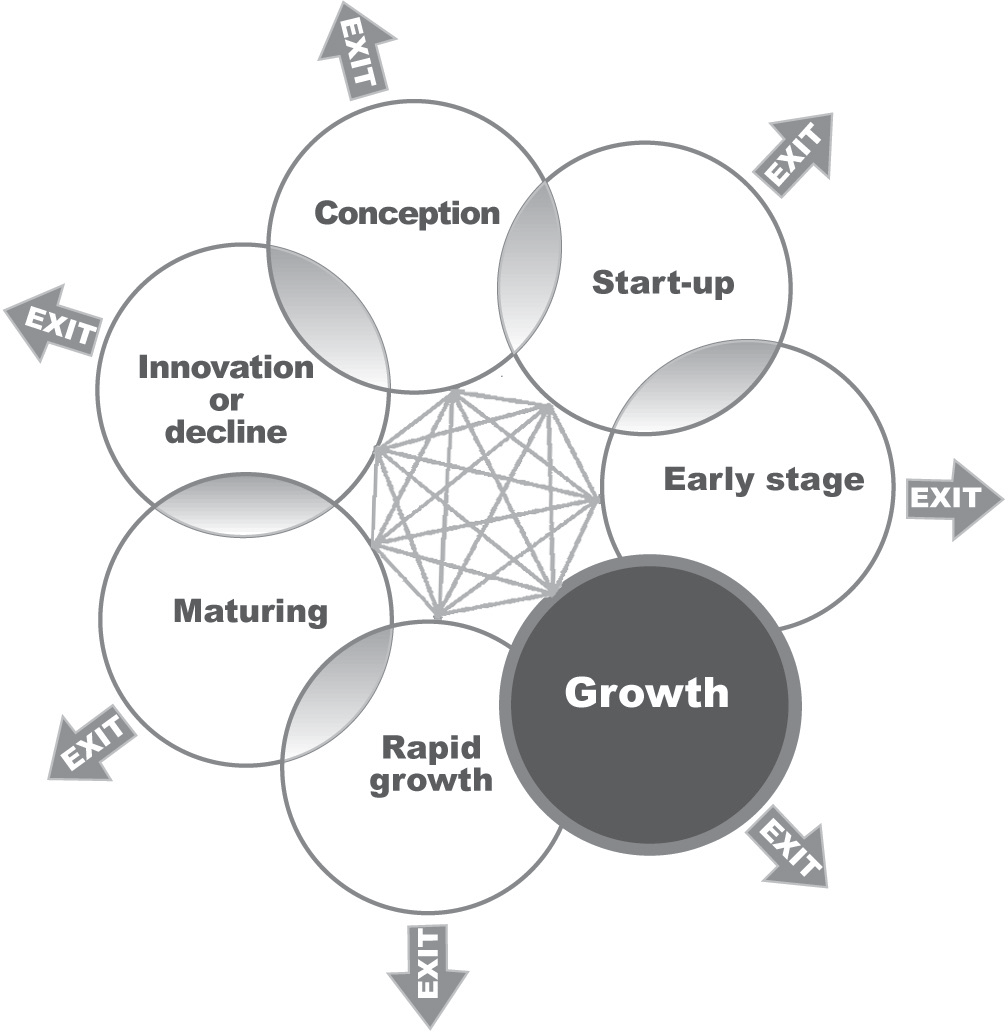 EXIT
Conception
EXIT
Start-up
EXIT
Early stage
EXIT
Growth
EXIT
Rapid
growth
EXIT
Maturing
EXIT
Innovation
or
decline